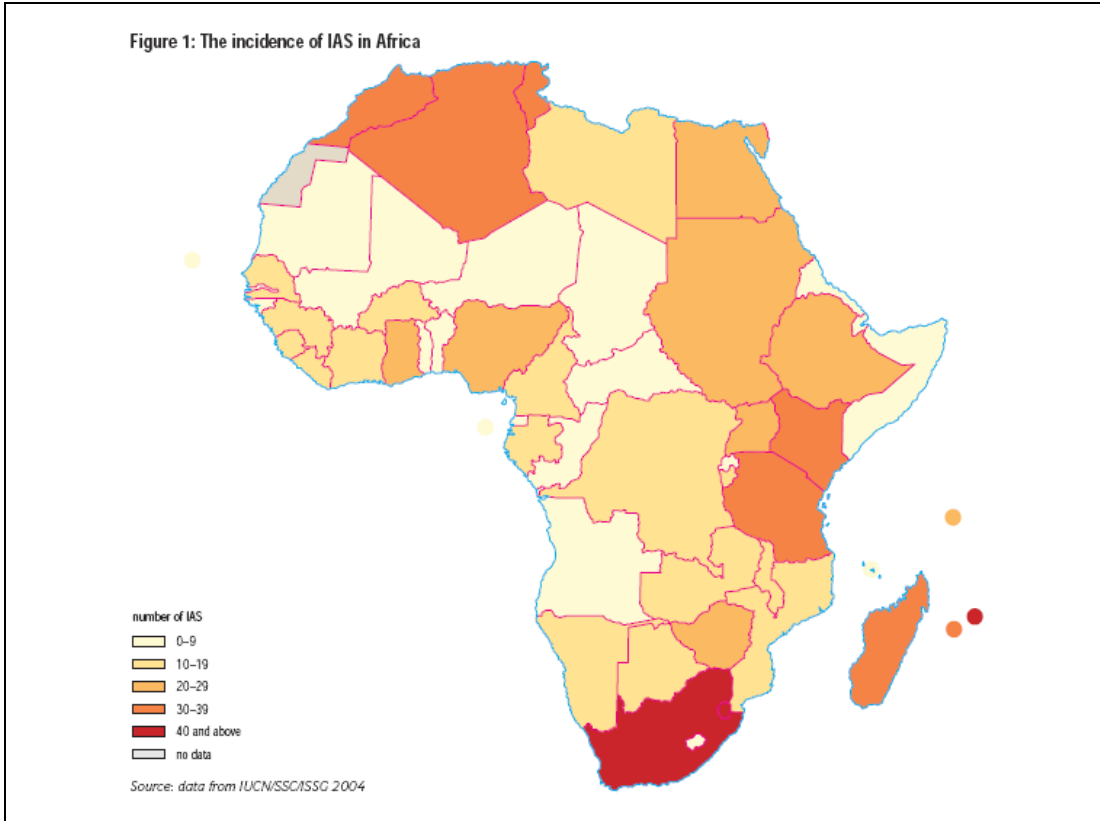 Figure 1: The incidence of IAS in Africa
number of IAS
0–9
10–19
20–29
30–39
40 and above
no data
Source: data from IUCN/SSC/ISSG 2004